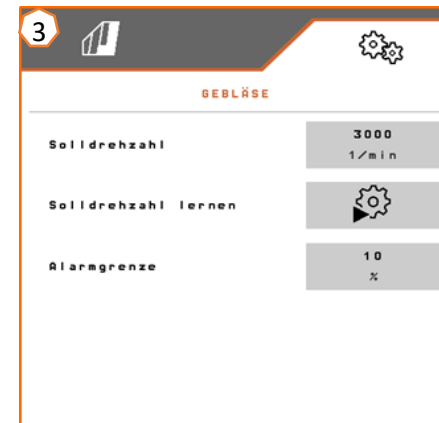 3
GEBLÄSE
Solldrehzahl
3000
1/min
Solldrehzahl lernen
Alarmgrenze
10
%